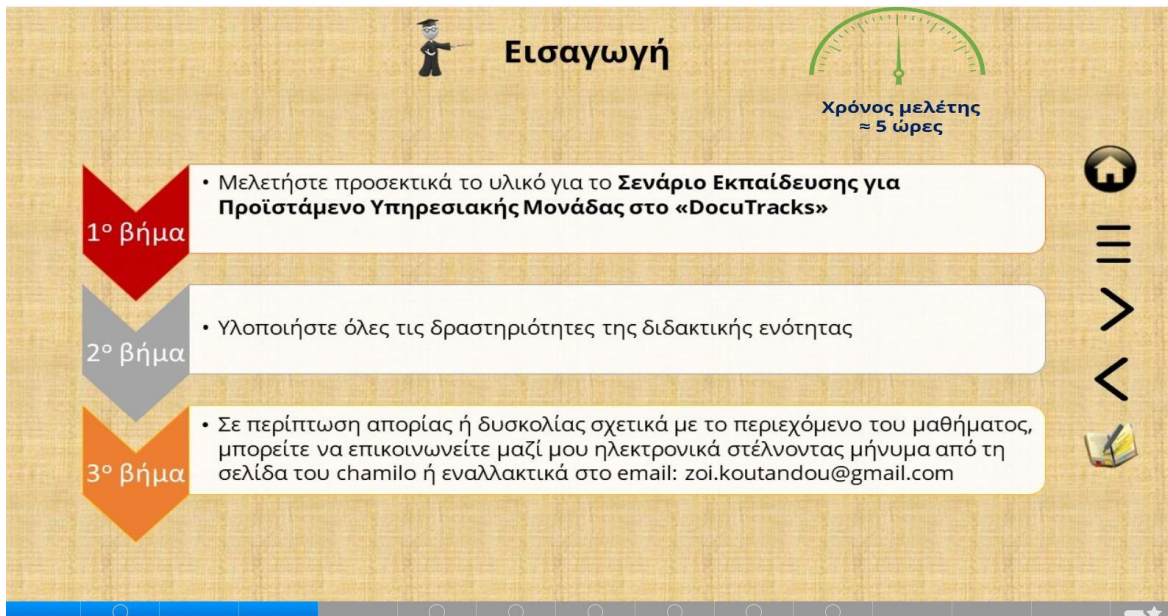 Εισαγωγή
Χρόνος μελέτης
≈ 5 ώρες
1ο βήμα
• Μελετήστε προσεκτικά το υλικό για το Σενάριο Εκπαίδευσης για
Προϊστάμενο Υπηρεσιακής Μονάδας στο «DocuTracks»
2ο βήμα
• Υλοποιήστε όλες τις δραστηριότητες της διδακτικής ενότητας
3ο βήμα
• Σε περίπτωση απορίας ή δυσκολίας σχετικά με το περιεχόμενο του μαθήματος,
μπορείτε να επικοινωνείτε μαζί μου ηλεκτρονικά στέλνοντας μήνυμα από τη
σελίδα του chamilo ή εναλλακτικά στο email: zoi.koutandou@gmail.com